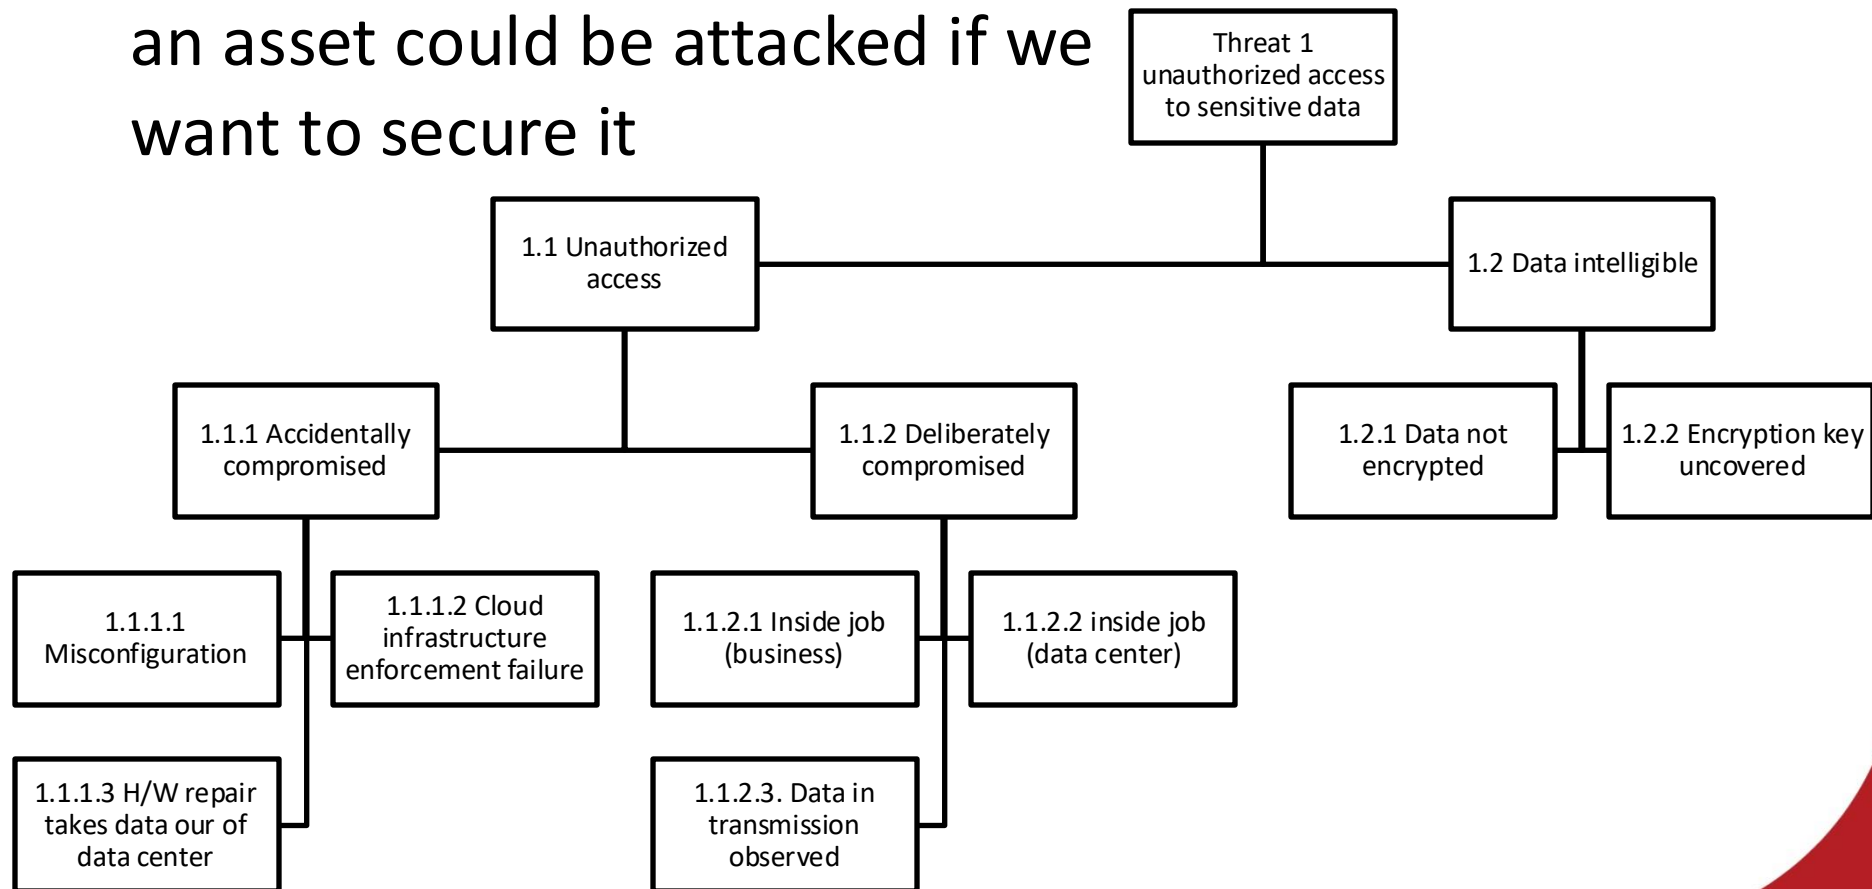 an asset could be attacked if we
want to secure it
Threat 1
unauthorized access
to sensitive data
1.1 Unauthorized
access
1.2 Data intelligible
1.1.1 Accidentally
compromised
1.1.2 Deliberately
compromised
1.2.1 Data not
encrypted
1.2.2 Encryption key
uncovered
1.1.1.1
Misconfiguration
1.1.1.2 Cloud
infrastructure
enforcement failure
1.1.2.1 Inside job
(business)
1.1.2.2 inside job
(data center)
1.1.1.3 H/W repair
takes data our of
data center
1.1.2.3. Data in
transmission
observed